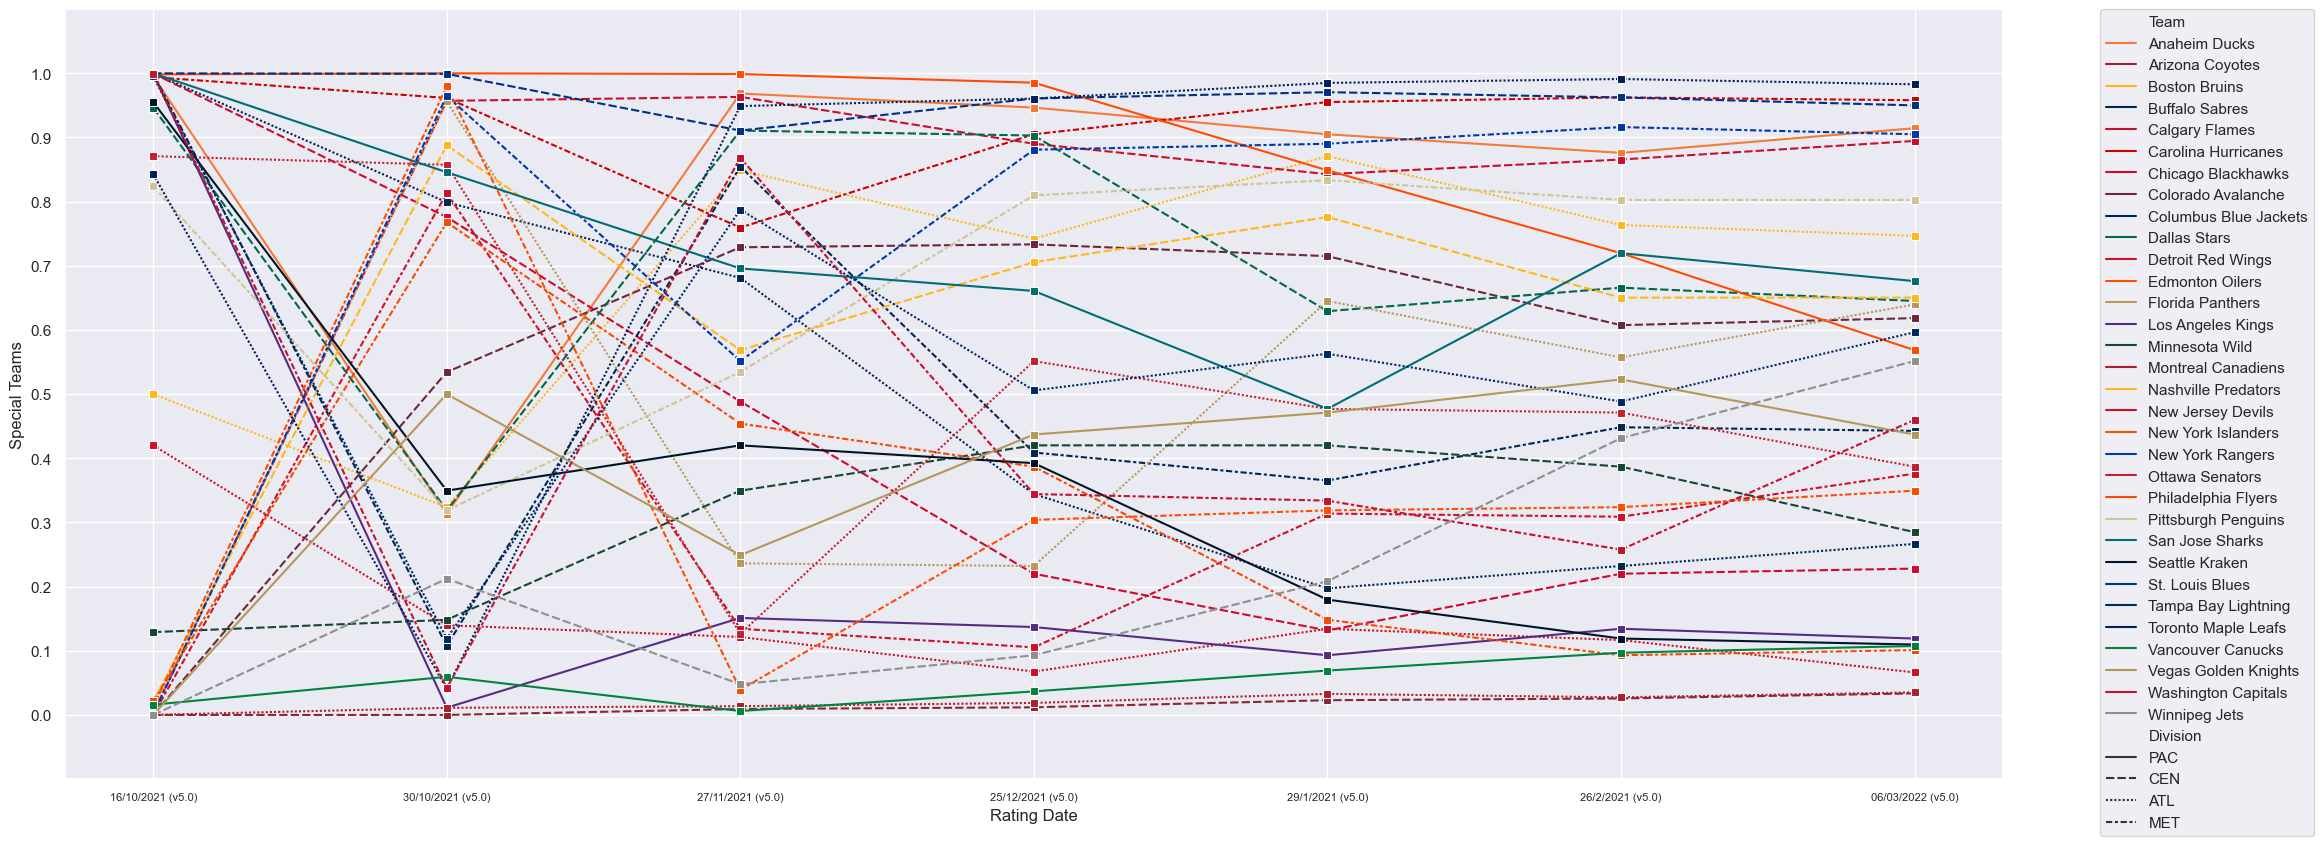 1.0
0.9
0.8
0.7
0.6
0.5
0.4
0.3
0.2
0.1
0.0
Special Teams
16/10/2021 (v5.0)
30/10/2021 (v5.0)
27/11/2021 (v5.0)
25/12/2021 (v5.0)
29/1/2021 (v5.0)
26/2/2021 (v5.0)
06/03/2022 (v5.0)
Rating Date
Team
Anaheim Ducks
Arizona Coyotes
Boston Bruins
Buffalo Sabres
Calgary Flames
Carolina Hurricanes
Chicago Blackhawks
Colorado Avalanche
Columbus Blue Jackets
Dallas Stars
Detroit Red Wings
Edmonton Oilers
Florida Panthers
Los Angeles Kings
Minnesota Wild
Montreal Canadiens
Nashville Predators
New Jersey Devils
New York Islanders
New York Rangers
Ottawa Senators
Philadelphia Flyers
Pittsburgh Penguins
San Jose Sharks
Seattle Kraken
St. Louis Blues
Tampa Bay Lightning
Toronto Maple Leafs
Vancouver Canucks
Vegas Golden Knights
Washington Capitals
Winnipeg Jets
Division
PAC
CEN
ATL
MET